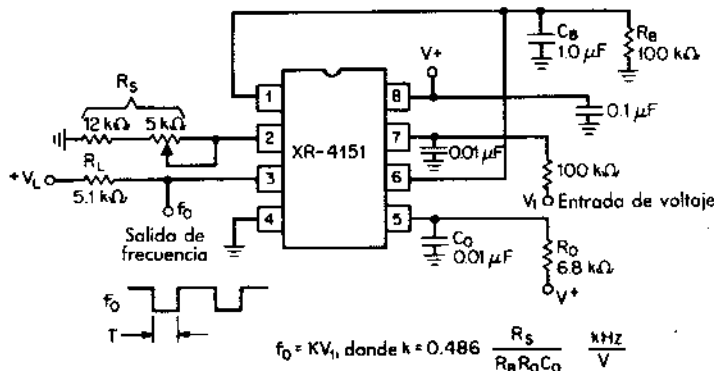 C_B
1.0 µF
R_B
100 kΩ
V+
R_S
12 kΩ
5 kΩ
0.1 µF
1
8
2
XR-4151
7
0.01 µF
100 kΩ
+V_L
R_L
5.1 kΩ
3
6
V_1 Entrada de voltaje
f_0
Salida de
frecuencia
4
5
C_0
0.01 µF
R_0
6.8 kΩ
V+
f_0
T
f_0 = KV_1, donde k = 0.486 R_S / R_B R_0 C_0 kHz / V